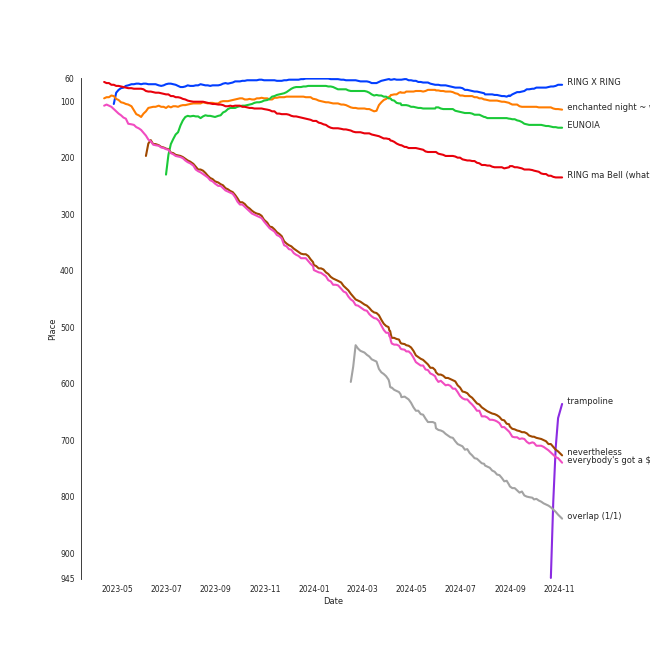 60
100
200
300
400
500
600
700
800
900
945
Place
RING X RING
enchanted night ~
EUNOIA
RING ma Bell (what
trampoline
nevertheless
everybody's got a $
overlap (1/1)
2023-05 2023-07 2023-09 2023-11 2024-01 2024-03 2024-05 2024-07 2024-09 2024-11
Date